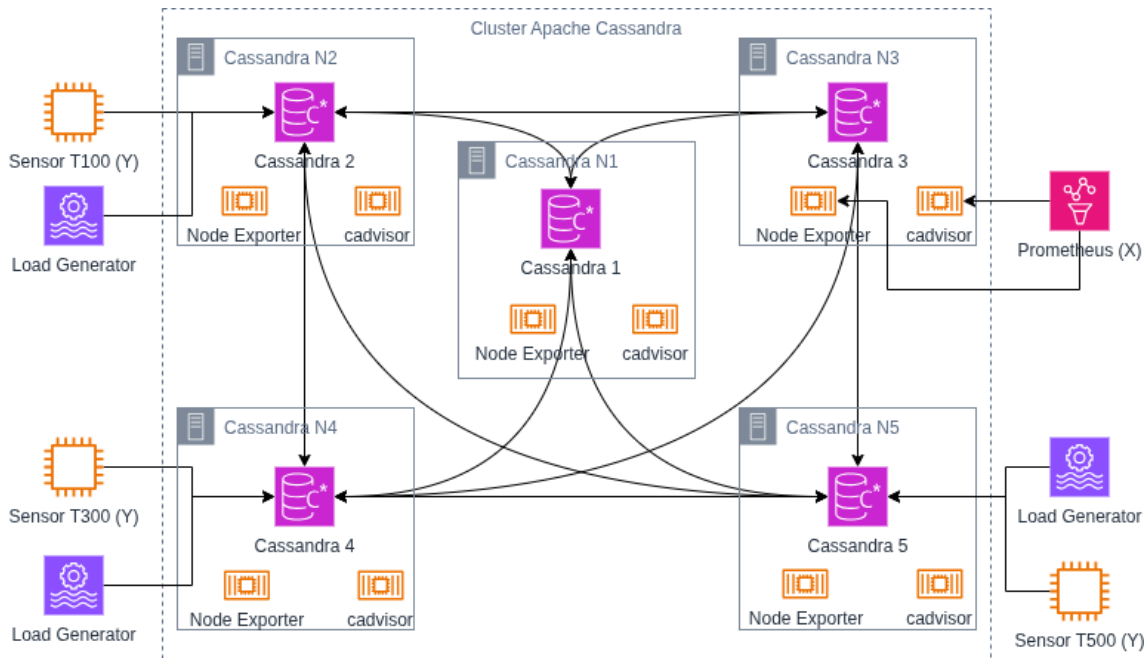 Cluster Apache Cassandra
Cassandra N2
Cassandra N3
Sensor T100 (Y)
Cassandra 2
Cassandra N1
Cassandra 3
Load Generator
Node Exporter
cadvisor
Cassandra 1
Node Exporter
cadvisor
Prometheus (X)
Node Exporter
cadvisor
Cassandra N4
Cassandra N5
Sensor T300 (Y)
Cassandra 4
Cassandra 5
Load Generator
Load Generator
Node Exporter
cadvisor
Node Exporter
cadvisor
Sensor T500 (Y)